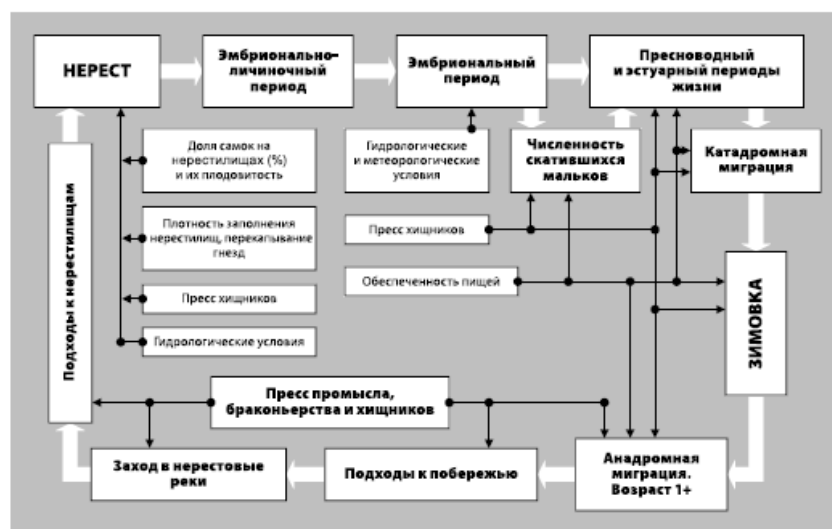 НЕРЕСТ
Эмбрионально-
личиночный
период
Эмбриональный
период
Пресноводный
и эстуарный периоды
жизни
Доля самок на
нерестилищах (%)
и их плодовитость
Гидрологические
и метеорологические
условия
Численность
скатившихся
мальков
Катадромная
миграция
Подходы к нерестилищам
Плотность заполнения
нерестилищ, перекапывание
гнезд
Пресс хищников
Обеспеченность пищей
ЗИМОВКА
Пресс хищников
Гидрологические условия
Пресс промысла,
браконьерства и хищников
Заход в нерестовые
реки
Подходы к побережью
Анадромная
миграция.
Возраст 1+